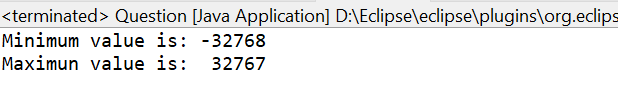 <terminated> Question [Java Application] D:\Eclipse\eclipse\plugins\org.eclips
Minimum value is: -32768
Maximun value is:  32767